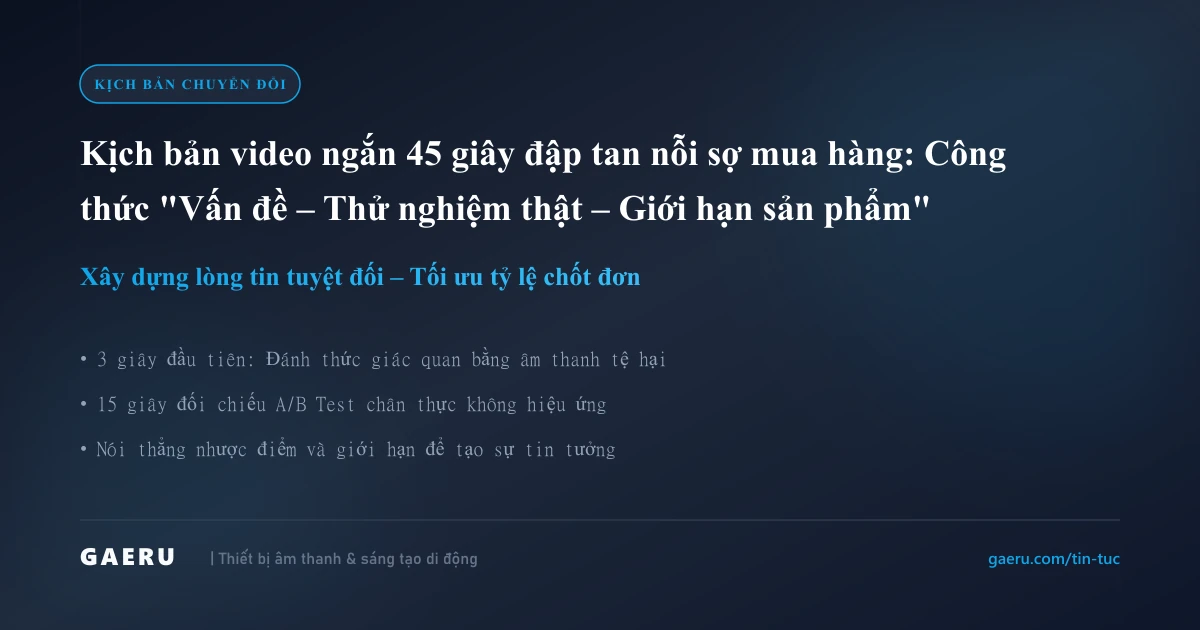 KỊCH BẢN CHUYỂN ĐỔI
Kịch bản video ngắn 45 giây đập tan nỗi sợ mua hàng: Công
thức "Vấn đề – Thử nghiệm thật – Giới hạn sản phẩm"
Xây dựng lòng tin tuyệt đối – Tối ưu tỷ lệ chốt đơn
• 3 giây đầu tiên: Đánh thức giác quan bằng âm thanh tệ hại
• 15 giây đối chiếu A/B Test chân thực không hiệu ứng
• Nói thẳng nhược điểm và giới hạn để tạo sự tin tưởng
GAERU | Thiết bị âm thanh & sáng tạo di động gaeru.com/tin-tuc